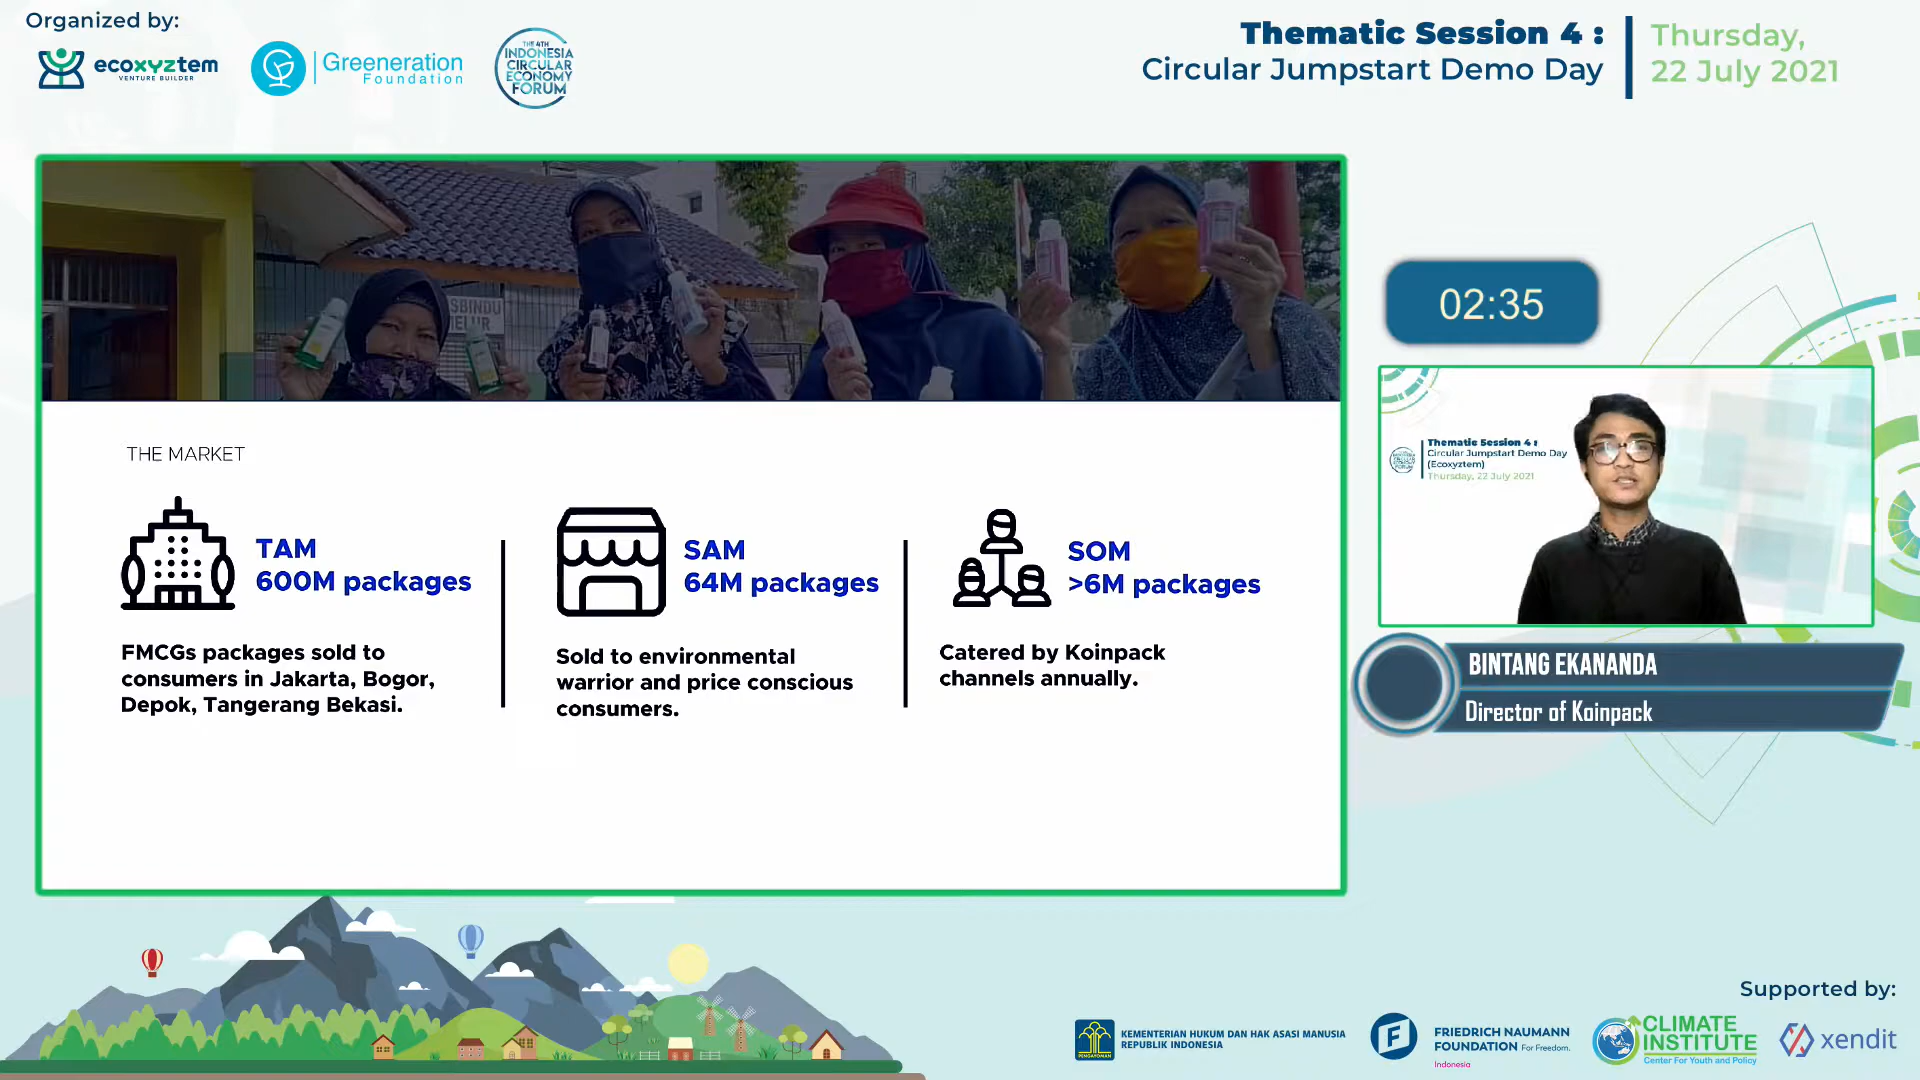 Organized by:
ecoxyztem
VENTURE BUILDER
Greeneration
Foundation
THE 4TH
INDONESIA
CIRCULAR
ECONOMY
FORUM
Thematic Session 4 :
Circular Jumpstart Demo Day
Thursday,
22 July 2021
THE MARKET
TAM
600M packages
FMCGs packages sold to
consumers in Jakarta, Bogor,
Depok, Tangerang Bekasi.
SAM
64M packages
Sold to environmental
warrior and price conscious
consumers.
SOM
>6M packages
Catered by Koinpack
channels annually.
02:35
Thematic Session 4 :
Circular Jumpstart Demo Day
(Ecoxyztem)
Thursday, 22 July 2021
BINTANG EKANANDA
Director of Koinpack
Supported by:
PENGAYOMAN
KEMENTERIAN HUKUM DAN HAK ASASI MANUSIA
REPUBLIK INDONESIA
FRIEDRICH NAUMANN
FOUNDATION For Freedom.
Indonesia
CLIMATE
INSTITUTE
Center For Youth and Policy
xendit